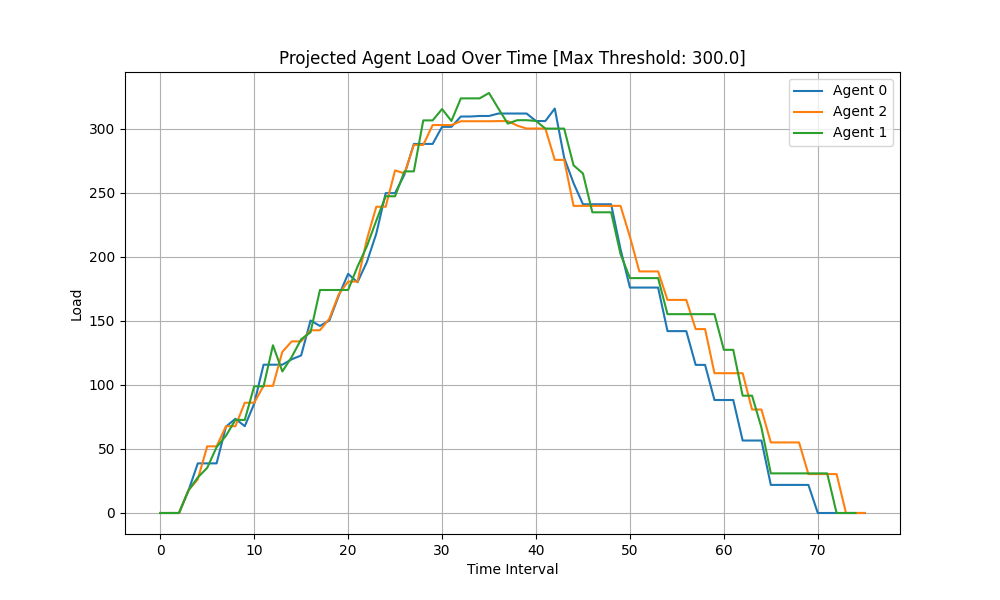 Projected Agent Load Over Time [Max Threshold: 300.0]
Agent 0
Agent 2
Agent 1
Load
300
250
200
150
100
50
0
0 10 20 30 40 50 60 70
Time Interval